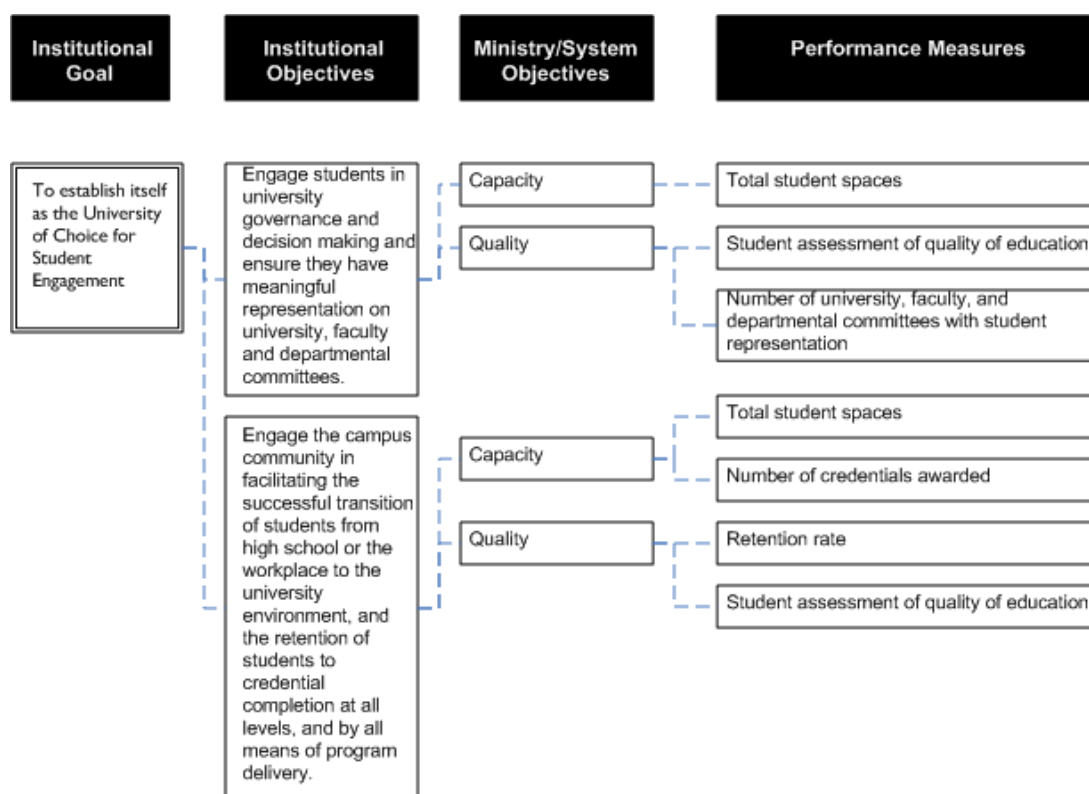 Institutional
Goal
Institutional
Objectives
Ministry/System
Objectives
Performance Measures
To establish itself
as the University
of Choice for
Student
Engagement
Engage students in
university
governance and
decision making and
ensure they have
meaningful
representation on
university, faculty
and departmental
committees.
Capacity
Total student spaces
Quality
Student assessment of quality of education
Number of university, faculty, and
departmental committees with student
representation
Engage the campus
community in
facilitating the
successful transition
of students from
high school or the
workplace to the
university
environment, and
the retention of
students to
credential
completion at all
levels, and by all
means of program
delivery.
Capacity
Total student spaces
Number of credentials awarded
Quality
Retention rate
Student assessment of quality of education